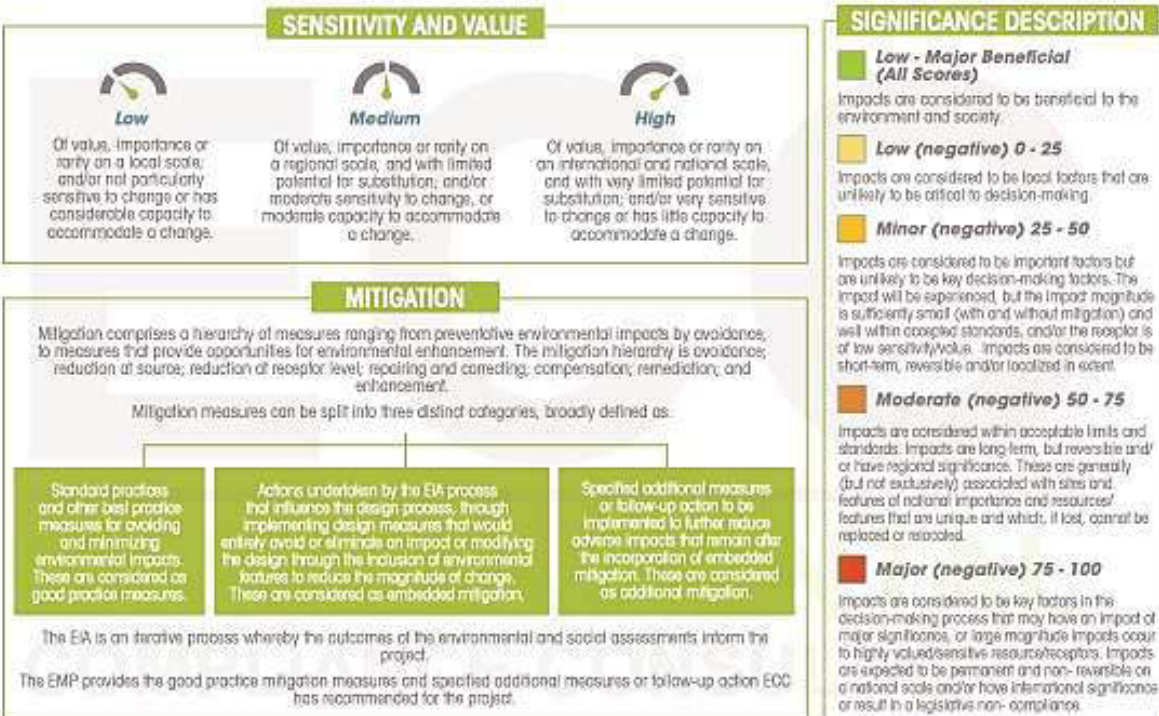 SENSITIVITY AND VALUE
Low
Of value, importance or
rarity on a local scale;
and/or not particularly
sensitive to change or has
considerable capacity to
accommodate a change.
Medium
Of value, importance or rarity on
a regional scale, and with limited
potential for substitution; and/or
moderate sensitivity to change, or
moderate capacity to accommodate
a change.
High
Of value, importance or rarity on
an international and national scale,
and with very limited potential for
substitution; and/or very sensitive
to change or has little capacity to
accommodate a change.
MITIGATION
Mitigation comprises a hierarchy of measures ranging from preventative environmental impacts by avoidance,
to measures that provide opportunities for environmental enhancement. The mitigation hierarchy is avoidance;
reduction at source; reduction at receptor level; repairing and correcting; compensation; remediation; and
enhancement.
Mitigation measures can be split into three distinct categories, broadly defined as:
Standard practices
and other best practice
measures for avoiding
and minimizing
environmental impacts.
These are considered as
good practice measures.
Actions undertaken by the EIA process
that influence the design process, through
implementing design measures that would
entirely avoid or eliminate an impact or modifying
the design through the inclusion of environmental
features to reduce the magnitude of change.
These are considered as embedded mitigation.
Specified additional measures
or follow-up action to be
implemented to further reduce
adverse impacts that remain after
the incorporation of embedded
mitigation. These are considered
as additional mitigation.
The EIA is an iterative process whereby the outcomes of the environmental and social assessments inform the
project.
The EMP provides the good practice mitigation measures and specified additional measures or follow-up action ECC
has recommended for the project.
SIGNIFICANCE DESCRIPTION
Low - Major Beneficial
(All Scores)
Impacts are considered to be beneficial to the
environment and society.
Low (negative) 0 - 25
Impacts are considered to be local factors that are
unlikely to be critical to decision-making.
Minor (negative) 25 - 50
Impacts are considered to be important factors but
are unlikely to be key decision-making factors. The
impact will be experienced, but the impact magnitude
is sufficiently small (with and without mitigation) and
well within accepted standards, and/or the receptor is
of low sensitivity/value. Impacts are considered to be
short-term, reversible and/or localized in extent.
Moderate (negative) 50 - 75
Impacts are considered within acceptable limits and
standards. Impacts are long-term, but reversible and/
or have regional significance. These are generally
(but not exclusively) associated with sites and
features of national importance and resources/
features that are unique and which, if lost, cannot be
replaced or relocated.
Major (negative) 75 - 100
Impacts are considered to be key factors in the
decision-making process that may have an impact of
major significance, or large magnitude impacts occur
to highly valued/sensitive resource/receptors. Impacts
are expected to be permanent and non- reversible on
a national scale and/or have international significance
or result in a legislative non- compliance.